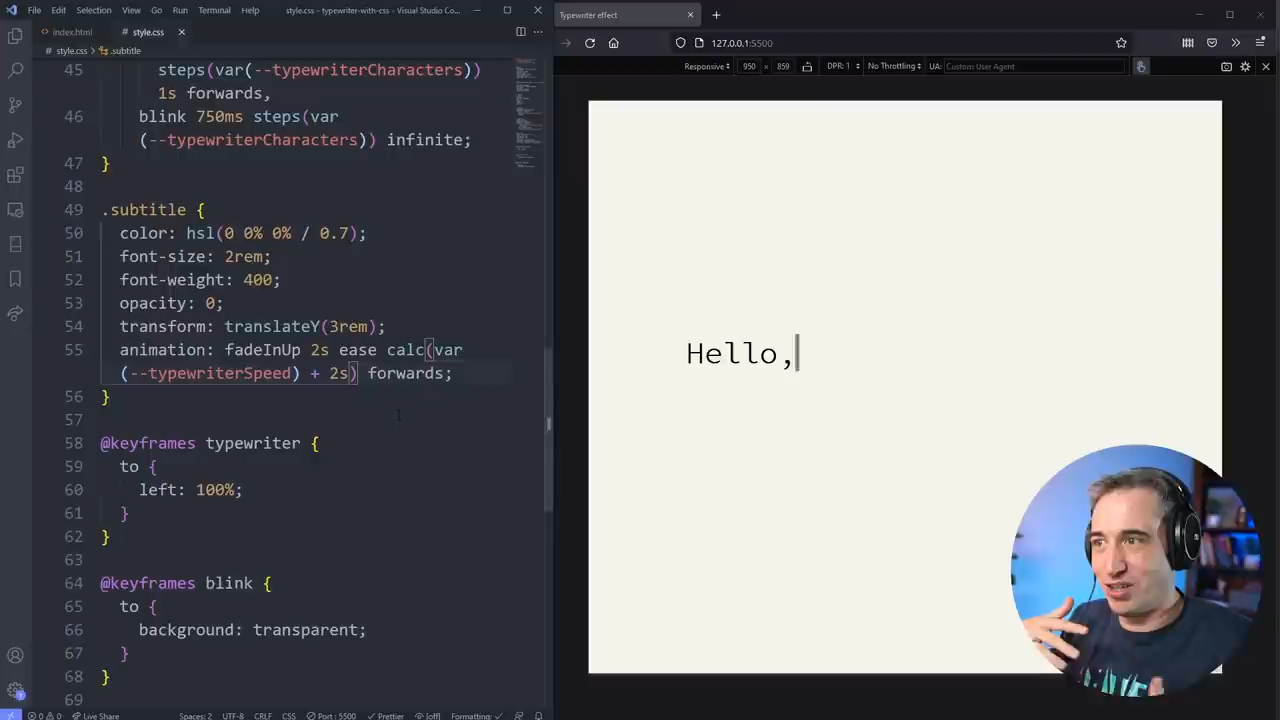 File Edit Selection View Go Run Terminal Help style.css - typewriter-with-css - Visual Studio Co...
index.html style.css
style.css > .subtitle
45 steps(var(--typewriterCharacters))
1s forwards,
46 blink 750ms steps(var
(--typewriterCharacters)) infinite;
47 }
48
49 .subtitle {
50 color: hsl(0 0% 0% / 0.7);
51 font-size: 2rem;
52 font-weight: 400;
53 opacity: 0;
54 transform: translateY(3rem);
55 animation: fadeInUp 2s ease calc(var
(--typewriterSpeed) + 2s) forwards;
56 }
57
58 @keyframes typewriter {
59 to {
60 left: 100%;
61 }
62 }
63
64 @keyframes blink {
65 to {
66 background: transparent;
67 }
68 }
69
0 0 Live Share Spaces: 2 UTF-8 CRLF CSS Port : 5500 Prettier [off] Formatting:
Typewriter effect
127.0.0.1:5500
Responsive 950 x 859 DPR: 1 No Throttling UA: Custom User Agent
Hello,